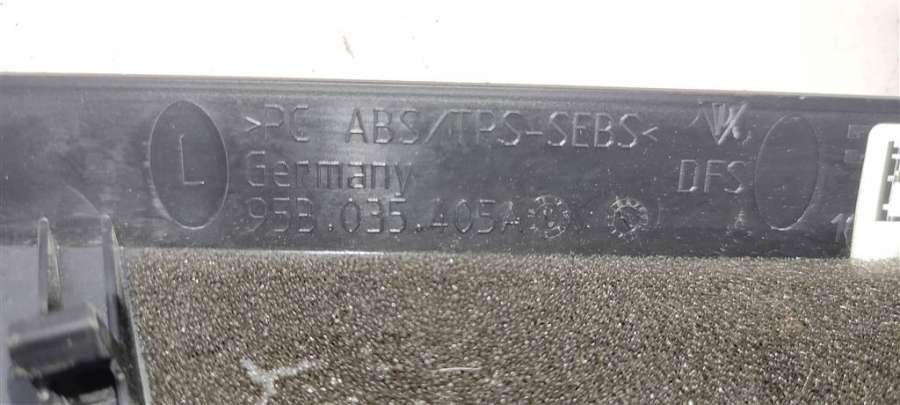 L
>PC ABS/TPS-SEBS<
Germany
DFS
95B.035.405A